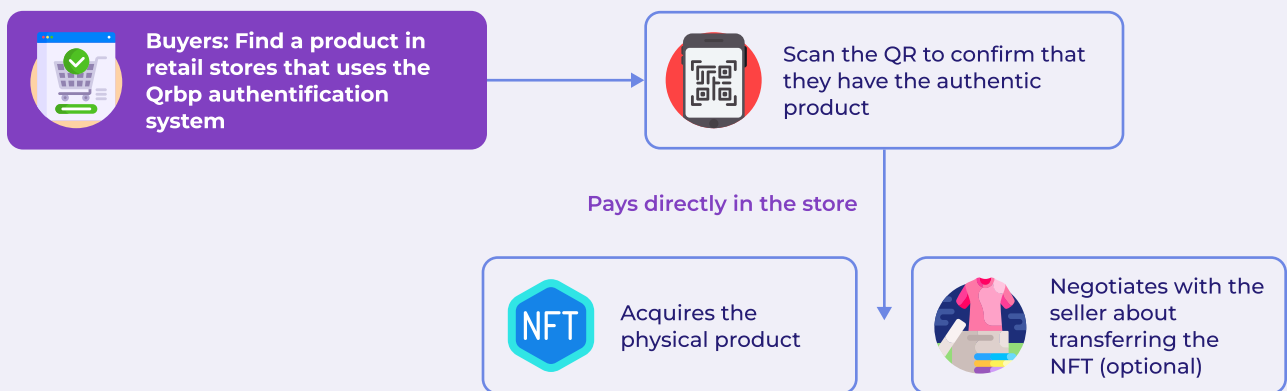 Buyers: Find a product in
retail stores that uses the
Qrbp authentification
system
Scan the QR to confirm that
they have the authentic
product
Pays directly in the store
NFT
Acquires the
physical product
Negotiates with the
seller about
transferring the
NFT (optional)